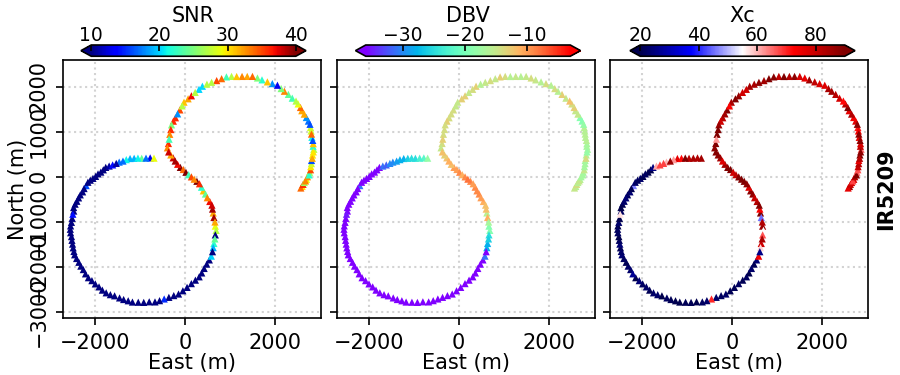 SNR DBV Xc
10 20 30 40 −30 −20 −10 20 40 60 80
North (m)
2000
1000
0
−1000
−2000
−3000
−2000 0 2000 −2000 0 2000 −2000 0 2000
East (m) East (m) East (m)
IR5209